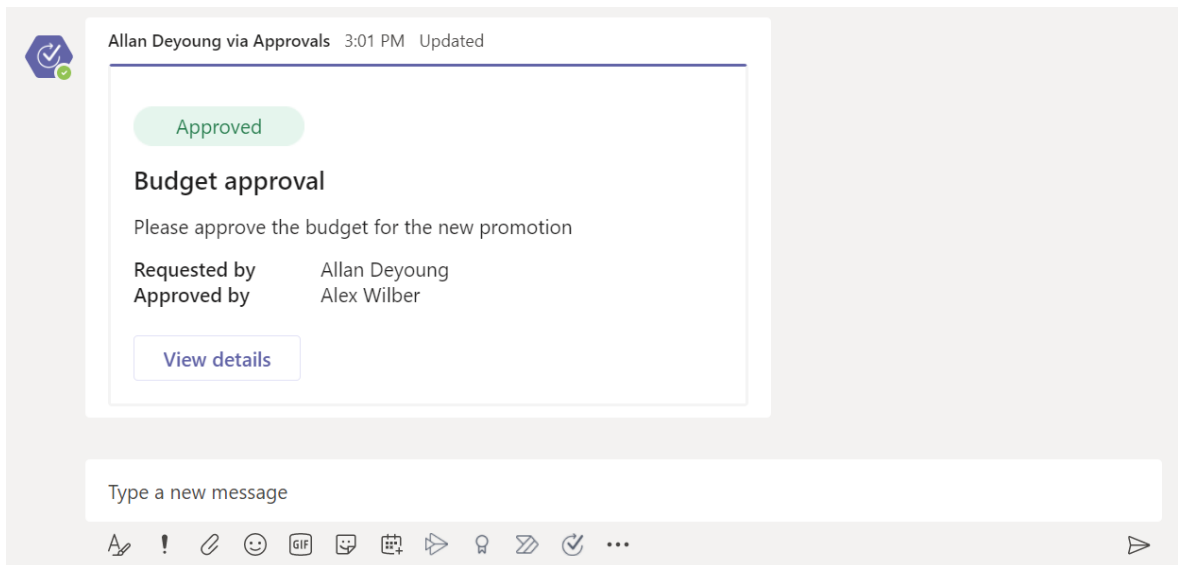 Allan Deyoung via Approvals 3:01 PM Updated
Approved
Budget approval
Please approve the budget for the new promotion
Requested by Allan Deyoung
Approved by Alex Wilber
View details
Type a new message
GIF